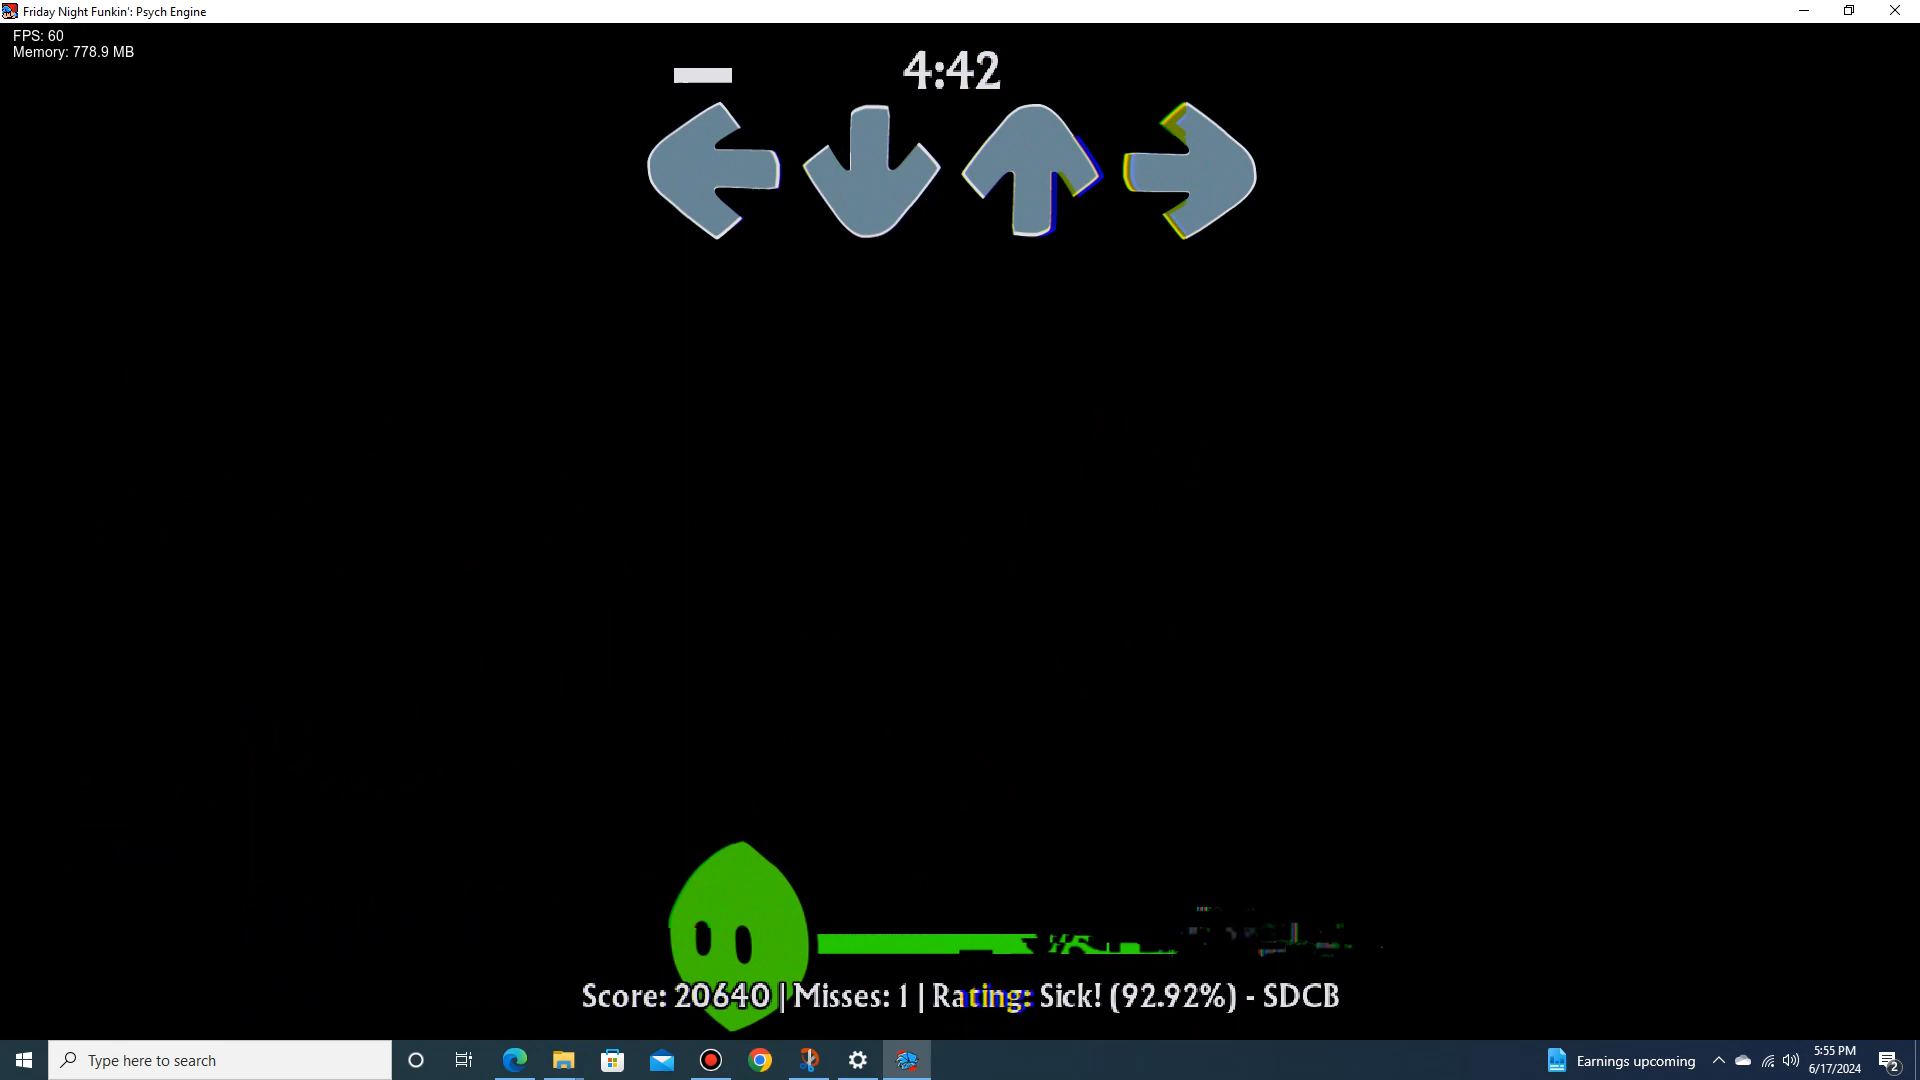 Friday Night Funkin': Psych Engine
FPS: 60
Memory: 778.9 MB
4:42
Score: 20640 | Misses: 1 | Rating: Sick! (92.92%) - SDCB
Type here to search
Earnings upcoming
5:55 PM
6/17/2024
2